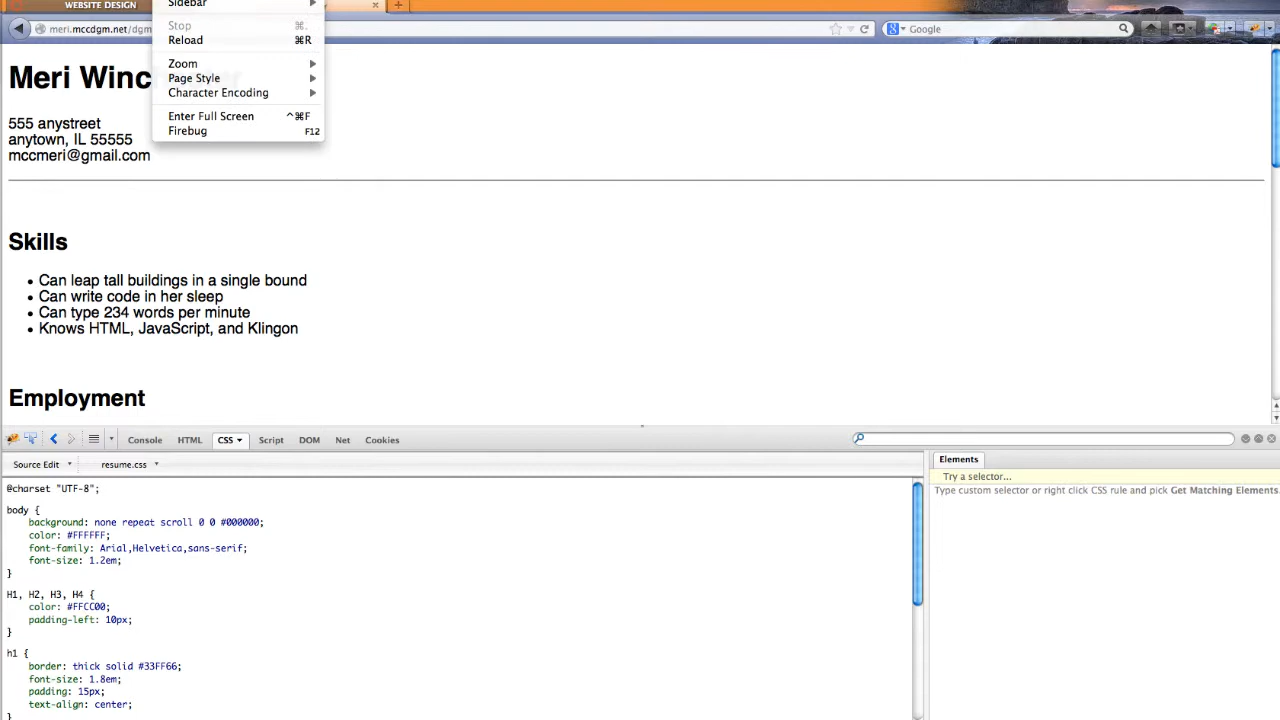 WEBSITE DESIGN
Sidebar
Stop ⌘.
Reload ⌘R
Zoom
Page Style
Character Encoding
Enter Full Screen ^⌘F
Firebug F12
meri.mccdgm.net/dgm
Google
Meri Winc
555 anystreet
anytown, IL 55555
mccmeri@gmail.com
Skills
• Can leap tall buildings in a single bound
• Can write code in her sleep
• Can type 234 words per minute
• Knows HTML, JavaScript, and Klingon
Employment
Console HTML CSS Script DOM Net Cookies
Source Edit resume.css
Elements
Try a selector...
Type custom selector or right click CSS rule and pick Get Matching Elements.
@charset "UTF-8";
body {
background: none repeat scroll 0 0 #000000;
color: #FFFFFF;
font-family: Arial,Helvetica,sans-serif;
font-size: 1.2em;
}
H1, H2, H3, H4 {
color: #FFCC00;
padding-left: 10px;
}
h1 {
border: thick solid #33FF66;
font-size: 1.8em;
padding: 15px;
text-align: center;
}